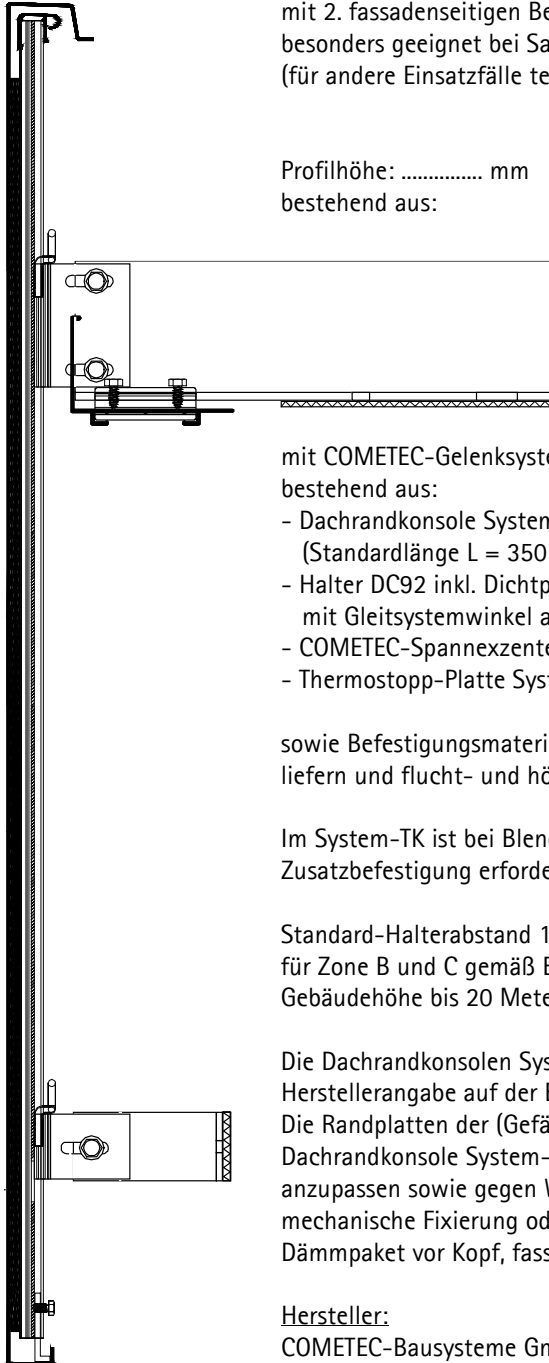 mit 2. fassadenseitigen Be
besonders geeignet bei Sa
(für andere Einsatzfälle te
Profilhöhe: ............... mm
bestehend aus:
mit COMETEC-Gelenksyste
bestehend aus:
- Dachrandkonsole System
(Standardlänge L = 350
- Halter DC92 inkl. Dichtp
mit Gleitsystemwinkel a
- COMETEC-Spannexzente
- Thermostopp-Platte Syst
sowie Befestigungsmateri
liefern und flucht- und hö
Im System-TK ist bei Blen
Zusatzbefestigung erforde
Standard-Halterabstand 1
für Zone B und C gemäß E
Gebäudehöhe bis 20 Mete
Die Dachrandkonsolen Sys
Herstellerangabe auf der B
Die Randplatten der (Gefä
Dachrandkonsole System-
anzupassen sowie gegen V
mechanische Fixierung od
Dämmpaket vor Kopf, fass
Hersteller:
COMETEC-Bausysteme Gm